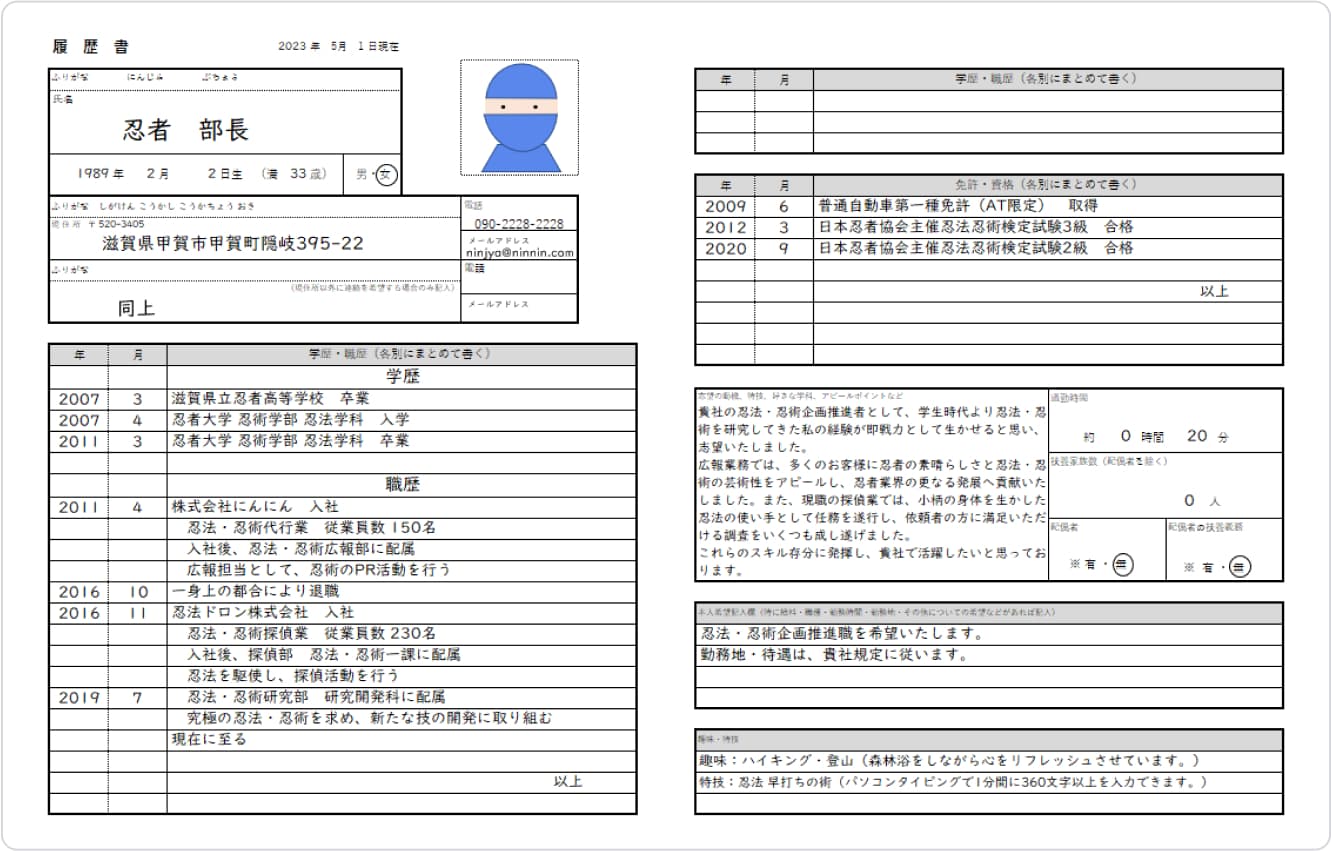 履 歴 書
2023 年 5月 1 日現在
ふりがな にんじゃ ぶちょう
氏名
忍者 部長
1989 年 2 月 2 日生 (満 33 歳)
男・女
ふりがな しがけん こうかし こうかちょう おき
現住所 〒520-3405
滋賀県甲賀市甲賀町隠岐395-22
電話
090-2228-2228
メールアドレス
ninjya@ninnin.com
ふりがな
(現住所以外に連絡を希望する場合のみ記入)
同上
電話
メールアドレス
年 月 学歴・職歴(各別にまとめて書く)
学歴
2007 3 滋賀県立忍者高等学校 卒業
2007 4 忍者大学 忍術学部 忍法学科 入学
2011 3 忍者大学 忍術学部 忍法学科 卒業
職歴
2011 4 株式会社にんにん 入社
忍法・忍術代行業 従業員数 150名
入社後、忍法・忍術広報部に配属
広報担当として、忍術のPR活動を行う
2016 10 一身上の都合により退職
2016 11 忍法ドロン株式会社 入社
忍法・忍術探偵業 従業員数 230名
入社後、探偵部 忍法・忍術一課に配属
忍法を駆使し、探偵活動を行う
2019 7 忍法・忍術研究部 研究開発科に配属
究極の忍法・忍術を求め、新たな技の開発に取り組む
現在に至る
以上
年 月 学歴・職歴(各別にまとめて書く)
年 月 免許・資格(各別にまとめて書く)
2009 6 普通自動車第一種免許(AT限定) 取得
2012 3 日本忍者協会主催忍法忍術検定試験3級 合格
2020 9 日本忍者協会主催忍法忍術検定試験2級 合格
以上
志望の動機、特技、好きな学科、アピールポイントなど
貴社の忍法・忍術企画推進者として、学生時代より忍法・忍
術を研究してきた私の経験が即戦力として生かせると思い、
志望いたしました。
広報業務では、多くのお客様に忍者の素晴らしさと忍法・忍
術の芸術性をアピールし、忍者業界の更なる発展へ貢献いた
しました。また、現職の探偵業では、小柄の身体を生かした
忍法の使い手として任務を遂行し、依頼者の方に満足いただ
ける調査をいくつも成し遂げました。
これらのスキル存分に発揮し、貴社で活躍したいと思ってお
ります。
通勤時間
約 0 時間 20 分
扶養家族数(配偶者を除く)
0 人
配偶者
※ 有・無
配偶者の扶養義務
※ 有・無
本人希望記入欄(特に給料・職種・勤務時間・勤務地・その他についての希望などがあれば記入)
忍法・忍術企画推進職を希望いたします。
勤務地・待遇は、貴社規定に従います。
趣味・特技
趣味:ハイキング・登山(森林浴をしながら心をリフレッシュさせています。)
特技:忍法 早打ちの術(パソコンタイピングで1分間に360文字以上を入力できます。)